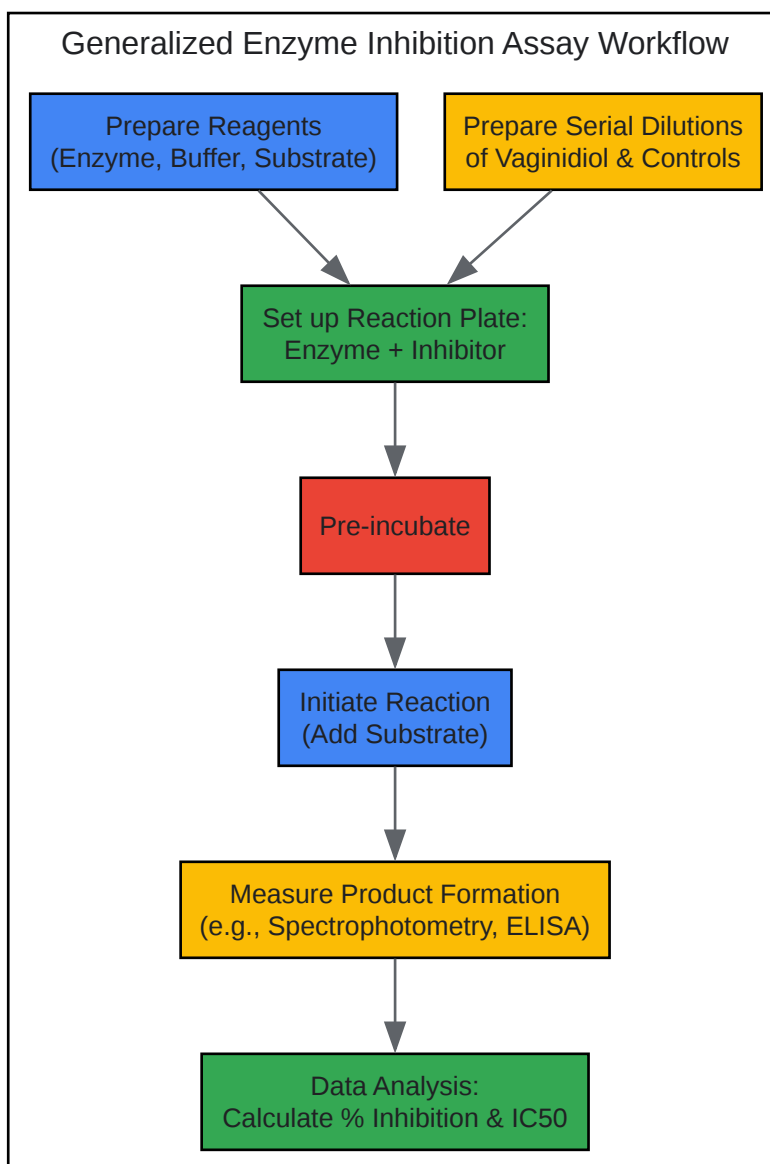 Generalized Enzyme Inhibition Assay Workflow
Prepare Reagents
(Enzyme, Buffer, Substrate)
Prepare Serial Dilutions
of Vaginidiol & Controls
Set up Reaction Plate:
Enzyme + Inhibitor
Pre-incubate
Initiate Reaction
(Add Substrate)
Measure Product Formation
(e.g., Spectrophotometry, ELISA)
Data Analysis:
Calculate % Inhibition & IC50